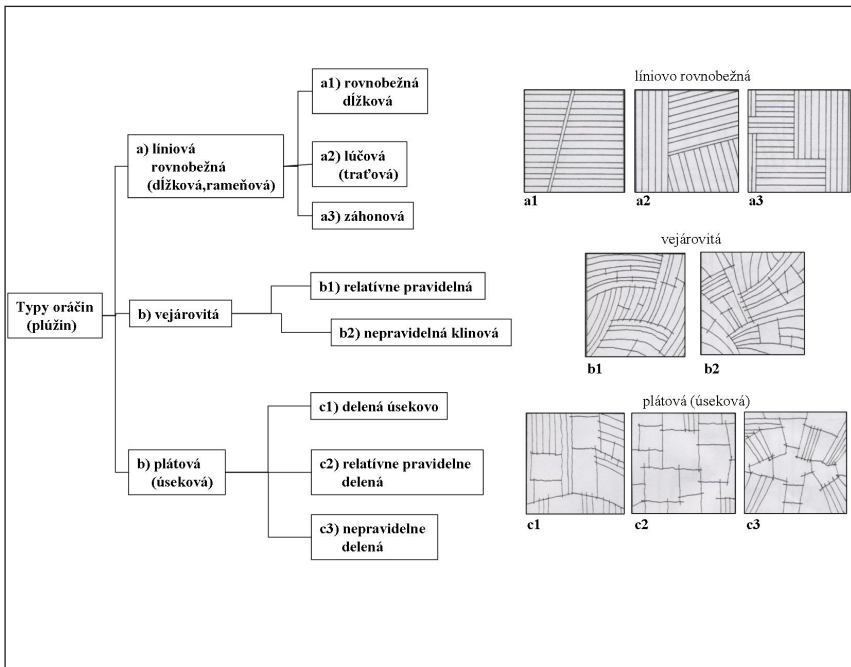 Typy oráčin
(plúžin)
a) líniová
rovnobežná
(dĺžková,rameňová)
a1) rovnobežná
dĺžková
a2) lúčová
(traťová)
a3) záhonová
b) vejárovitá
b1) relatívne pravidelná
b2) nepravidelná klinová
b) plátová
(úseková)
c1) delená úsekovo
c2) relatívne pravidelne
delená
c3) nepravidelne
delená
líniovo rovnobežná
a1
a2
a3
vejárovitá
b1
b2
plátová (úseková)
c1
c2
c3